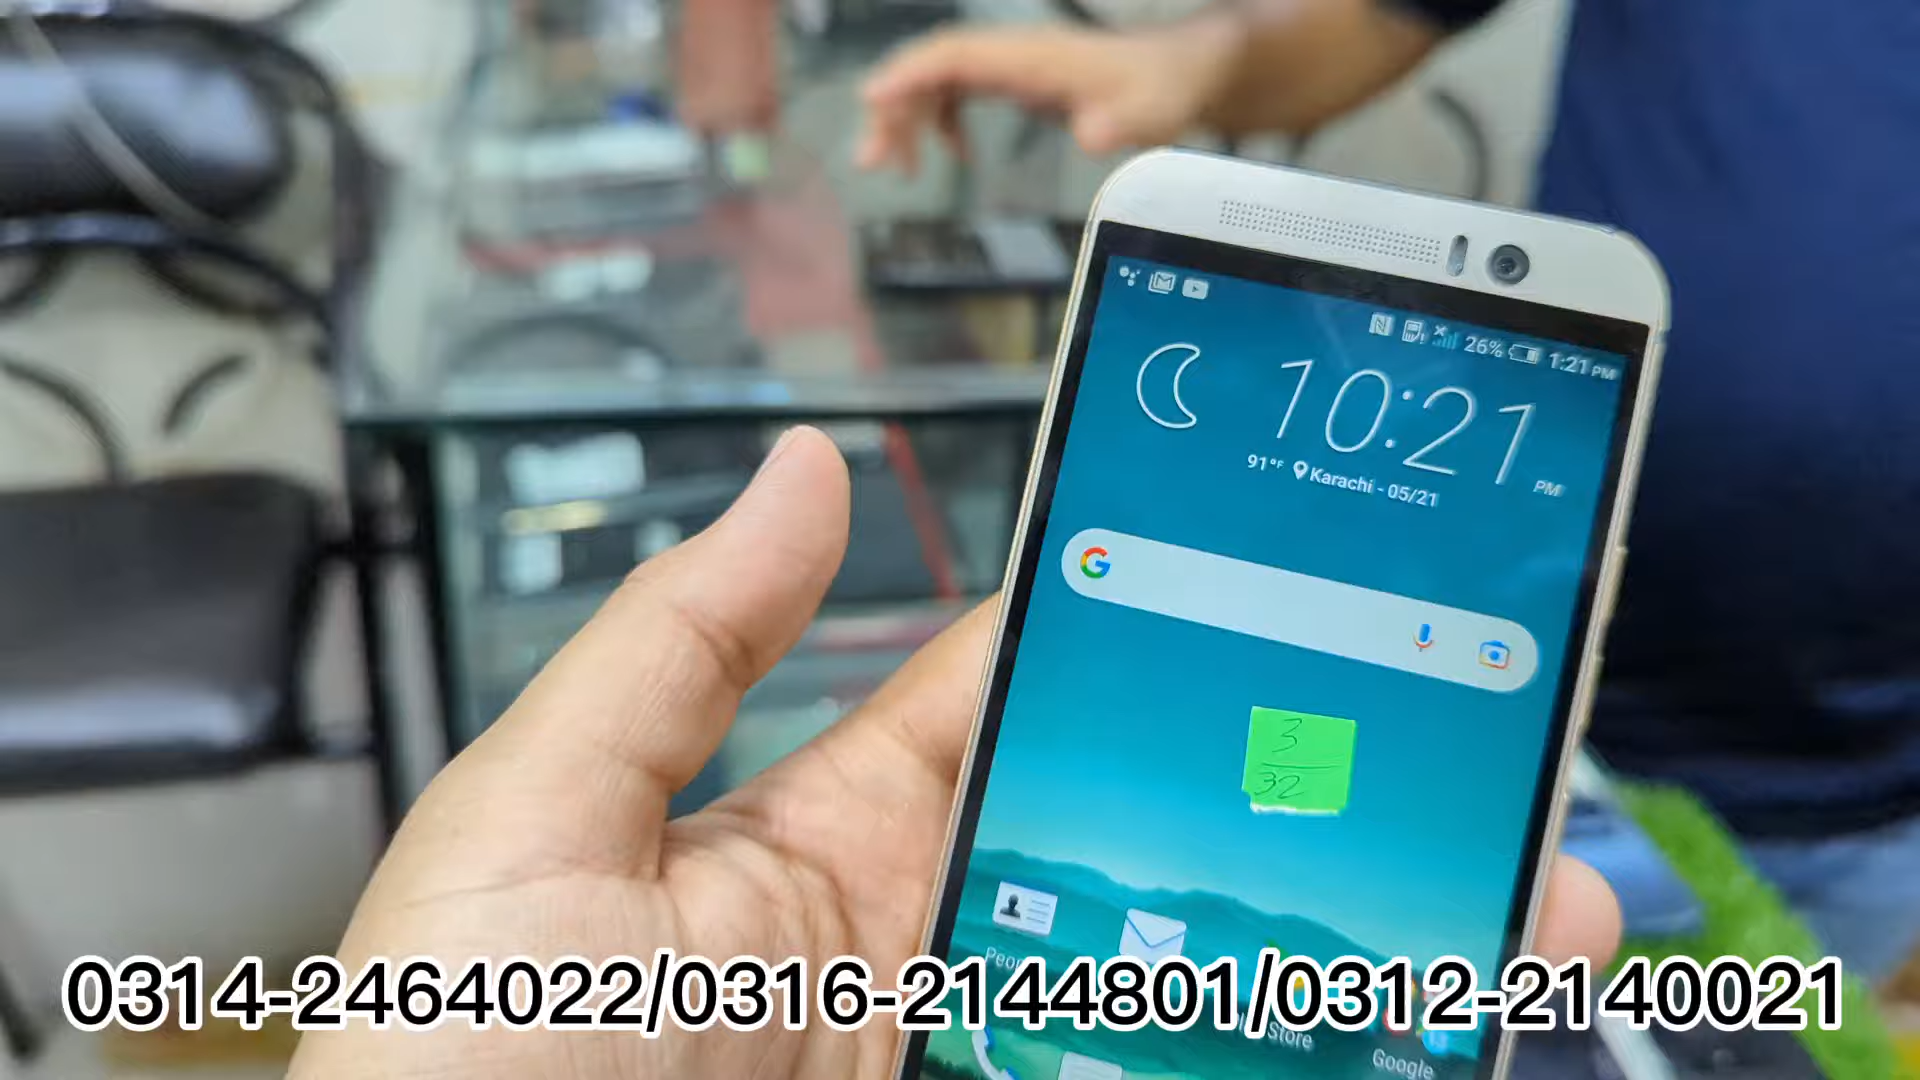 26% 1:21 PM
10:21 PM
91°F Karachi - 05/21
G
3
32
Store
Google
0314-2464022/0316-2144801/0312-2140021